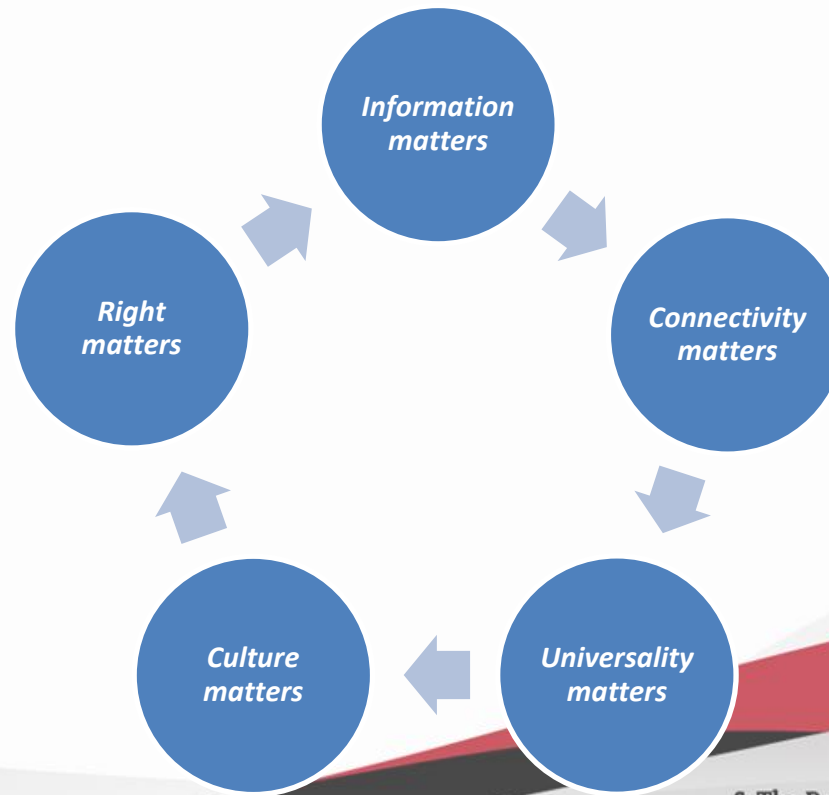 Information
matters
Connectivity
matters
Universality
matters
Culture
matters
Right
matters